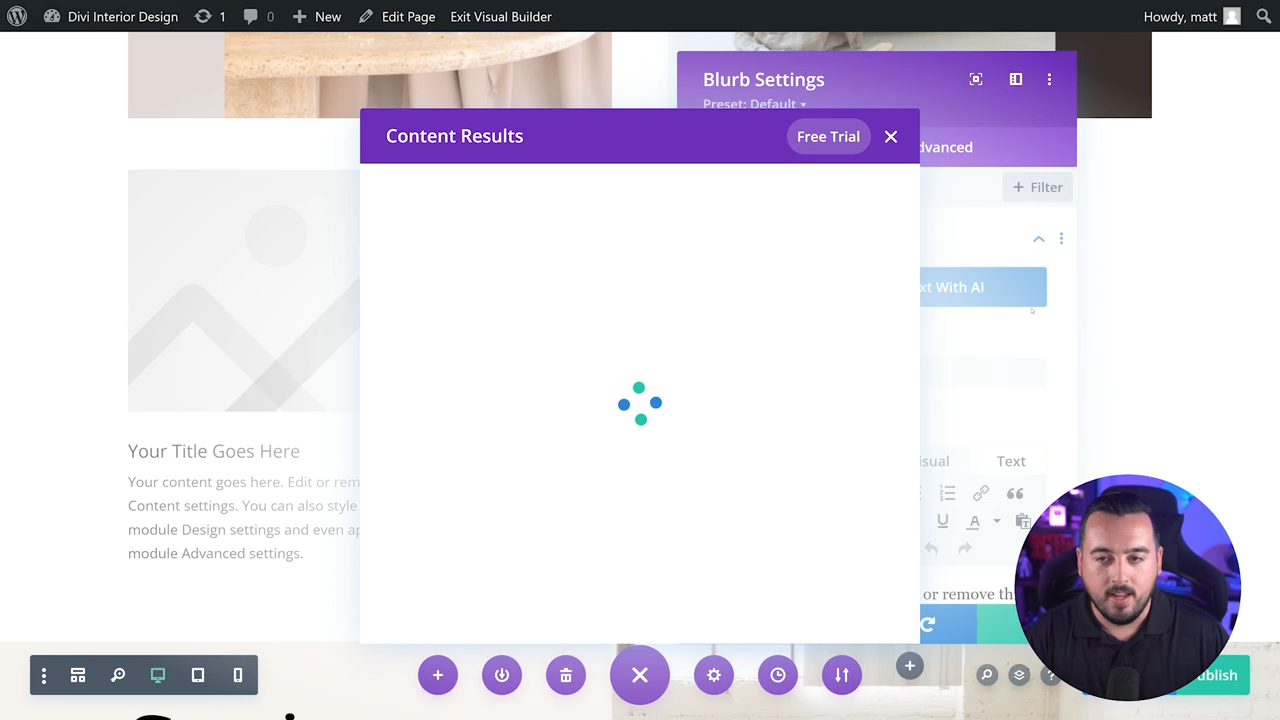 Divi Interior Design 1 0 New Edit Page Exit Visual Builder Howdy, matt
Blurb Settings
Preset: Default
Content Results Free Trial
dvanced
Filter
xt With AI
Your Title Goes Here
Your content goes here. Edit or rem
Content settings. You can also style
module Design settings and even ap
module Advanced settings.
isual Text
or remove th
ublish